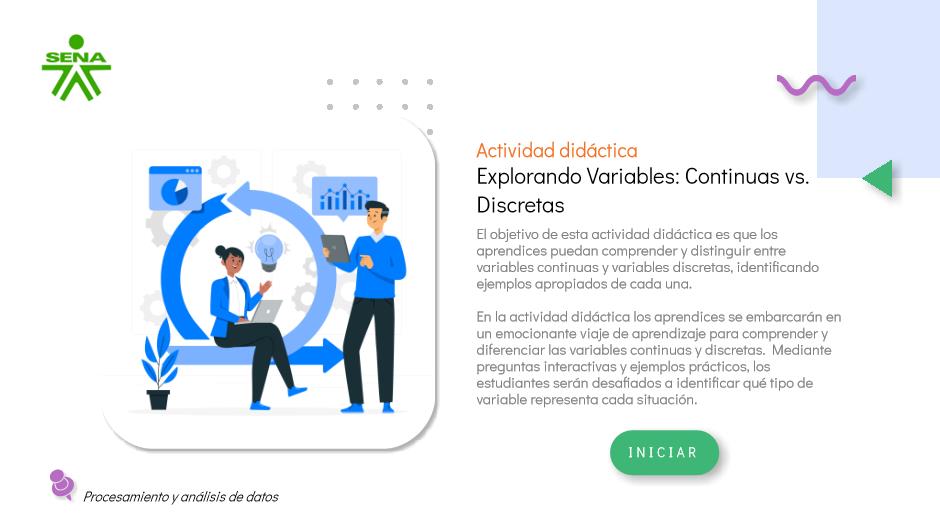 SENA
Actividad didáctica
Explorando Variables: Continuas vs.
Discretas
El objetivo de esta actividad didáctica es que los
aprendices puedan comprender y distinguir entre
variables continuas y variables discretas, identificando
ejemplos apropiados de cada una.
En la actividad didáctica los aprendices se embarcarán en
un emocionante viaje de aprendizaje para comprender y
diferenciar las variables continuas y discretas. Mediante
preguntas interactivas y ejemplos prácticos, los
estudiantes serán desafiados a identificar qué tipo de
variable representa cada situación.
INICIAR
Procesamiento y análisis de datos